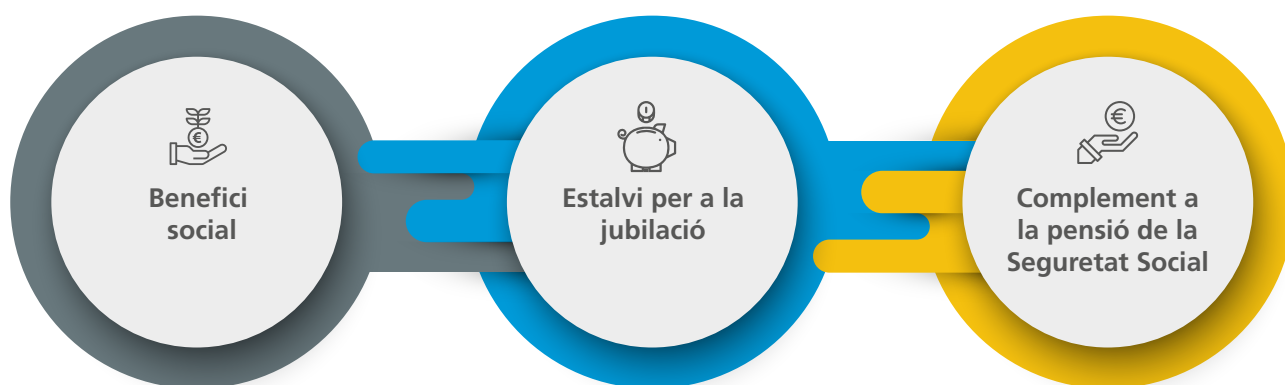 Benefici
social
Estalvi per a la
jubilació
Complement a
la pensió de la
Seguretat Social